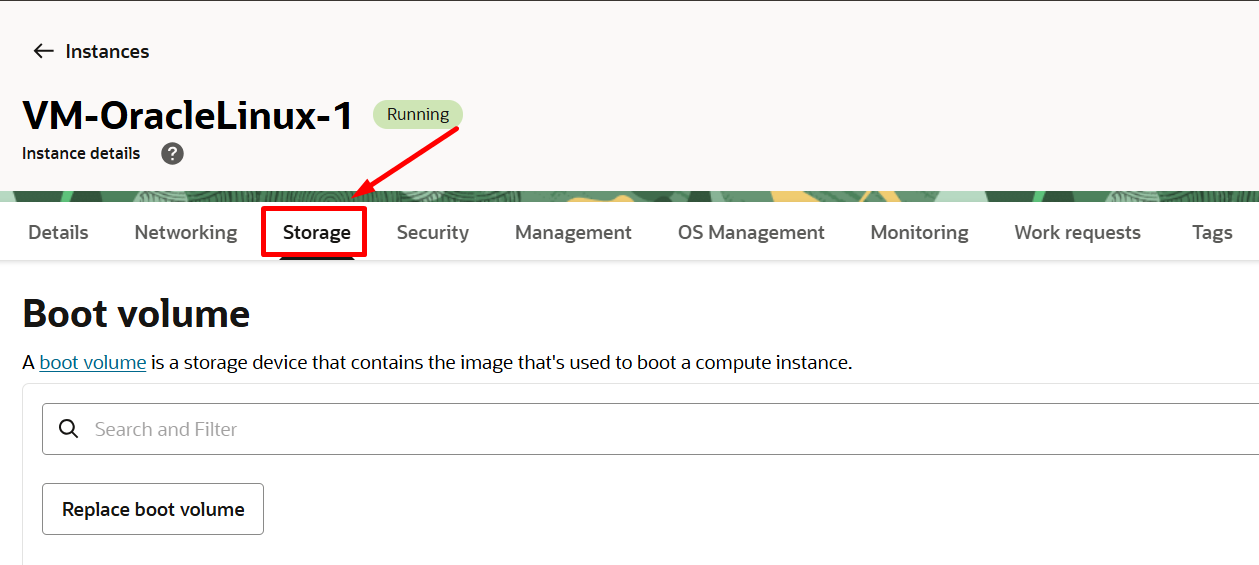 Instances
VM-OracleLinux-1 Running
Instance details ?
Details Networking Storage Security Management OS Management Monitoring Work requests Tags
Boot volume
A boot volume is a storage device that contains the image that's used to boot a compute instance.
Search and Filter
Replace boot volume